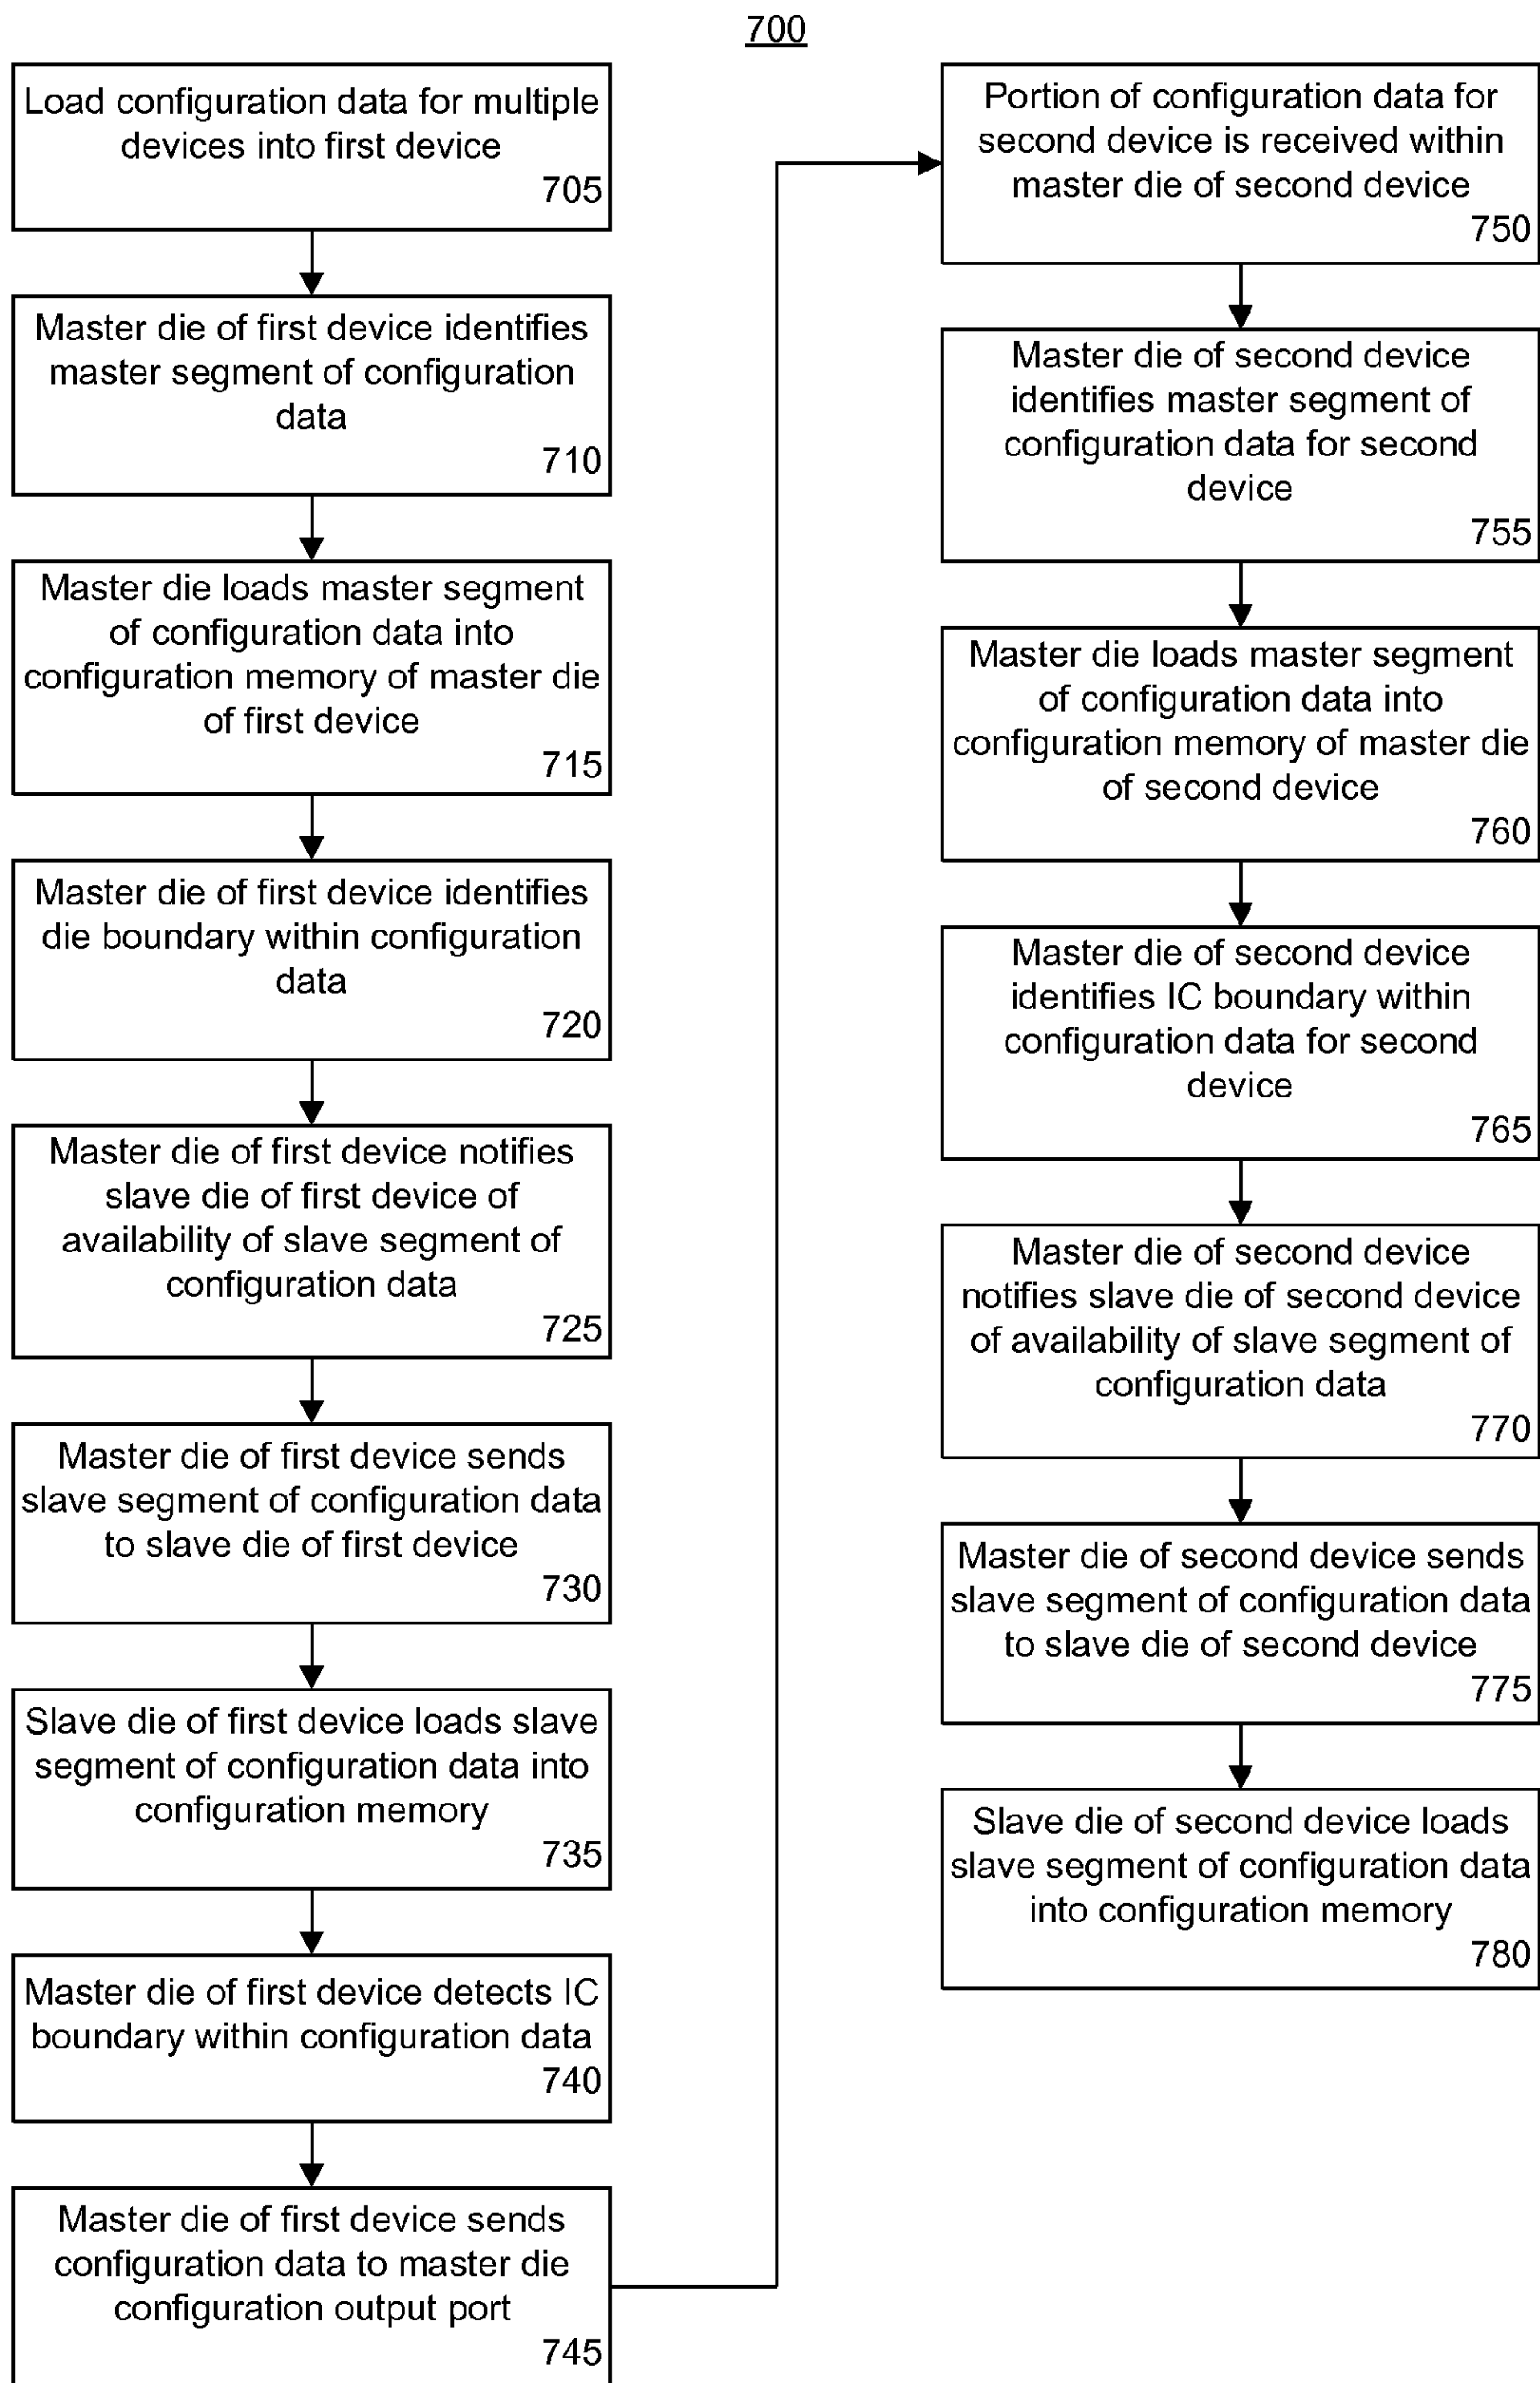 700
Load configuration data for multiple
devices into first device
705
Master die of first device identifies
master segment of configuration
data
710
Master die loads master segment
of configuration data into
configuration memory of master die
of first device
715
Master die of first device identifies
die boundary within configuration
data
720
Master die of first device notifies
slave die of first device of
availability of slave segment of
configuration data
725
Master die of first device sends
slave segment of configuration data
to slave die of first device
730
Slave die of first device loads slave
segment of configuration data into
configuration memory
735
Master die of first device detects IC
boundary within configuration data
740
Master die of first device sends
configuration data to master die
configuration output port
745
Portion of configuration data for
second device is received within
master die of second device
750
Master die of second device
identifies master segment of
configuration data for second
device
755
Master die loads master segment
of configuration data into
configuration memory of master die
of second device
760
Master die of second device
identifies IC boundary within
configuration data for second
device
765
Master die of second device
notifies slave die of second device
of availability of slave segment of
configuration data
770
Master die of second device sends
slave segment of configuration data
to slave die of second device
775
Slave die of second device loads
slave segment of configuration data
into configuration memory
780